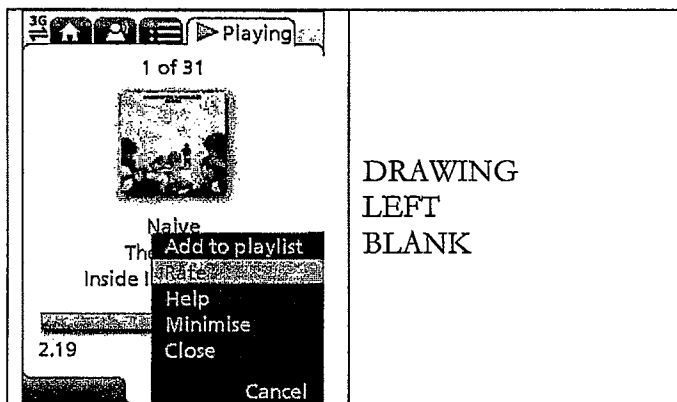 3G
Playing
1 of 31
Naive
The
Inside I
Add to playlist
Rate
Help
Minimise
Close
2.19
Cancel
DRAWING
LEFT
BLANK